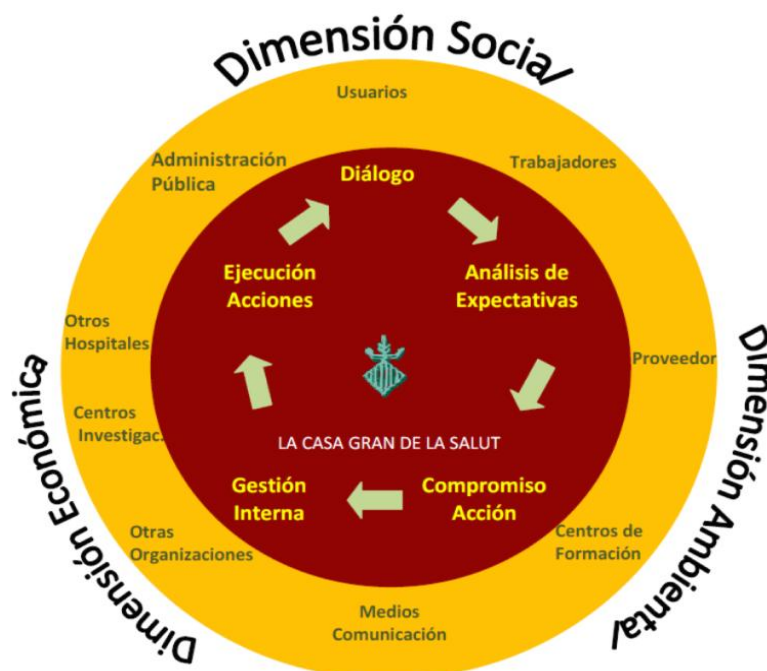 Dimensión Social
Usuarios
Administración
Pública
Trabajadores
Diálogo
Ejecución
Acciones
Análisis de
Expectativas
Otros
Hospitales
Proveedor
Centros
Investigac.
LA CASA GRAN DE LA SALUT
Gestión
Interna
Compromiso
Acción
Otras
Organizaciones
Centros de
Formación
Medios
Comunicación
Dimensión Económica
Dimensión Ambiental